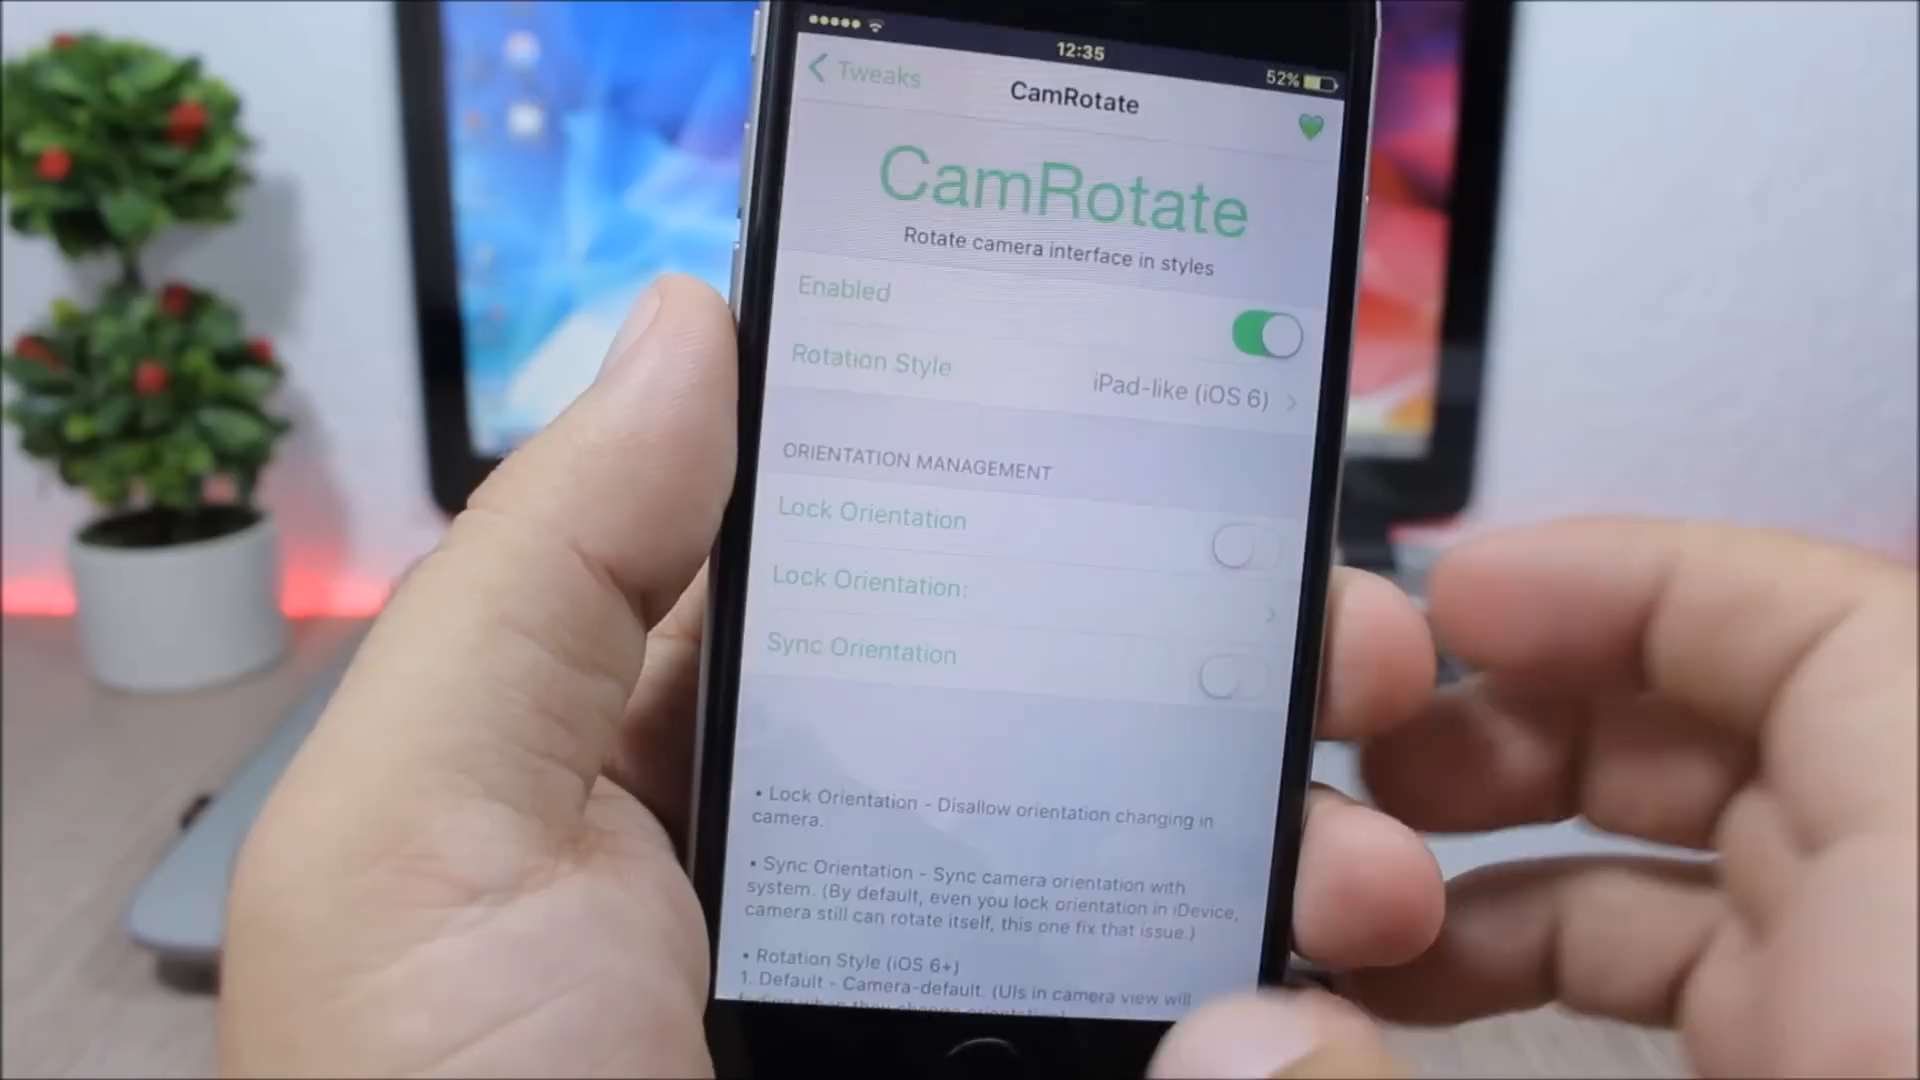 12:35
52%
Tweaks
CamRotate
CamRotate
Rotate camera interface in styles
Enabled
Rotation Style
iPad-like (iOS 6)
ORIENTATION MANAGEMENT
Lock Orientation
Lock Orientation:
Sync Orientation
• Lock Orientation - Disallow orientation changing in
camera.
• Sync Orientation - Sync camera orientation with
system. (By default, even you lock orientation in iDevice,
camera still can rotate itself, this one fix that issue.)
• Rotation Style (iOS 6+)
1. Default - Camera-default. (UIs in camera view will